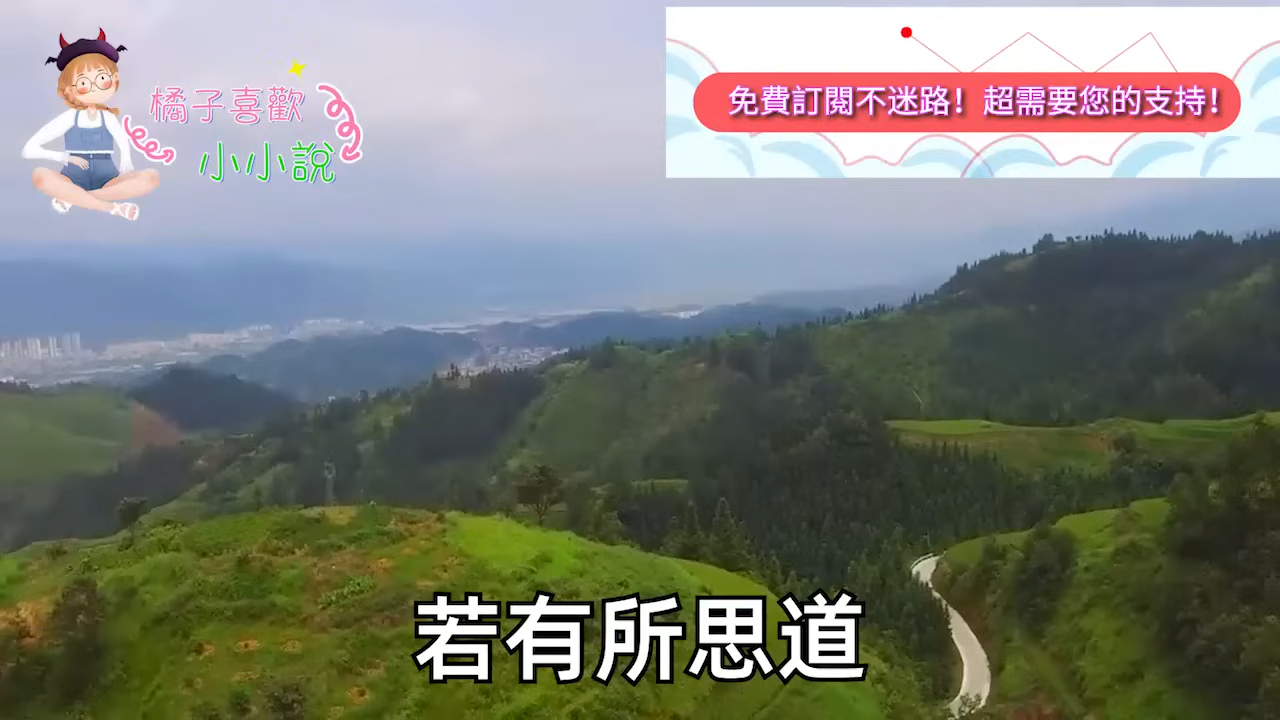 橘子喜歡
小小說
免費訂閱不迷路！超需要您的支持！
若有所思道